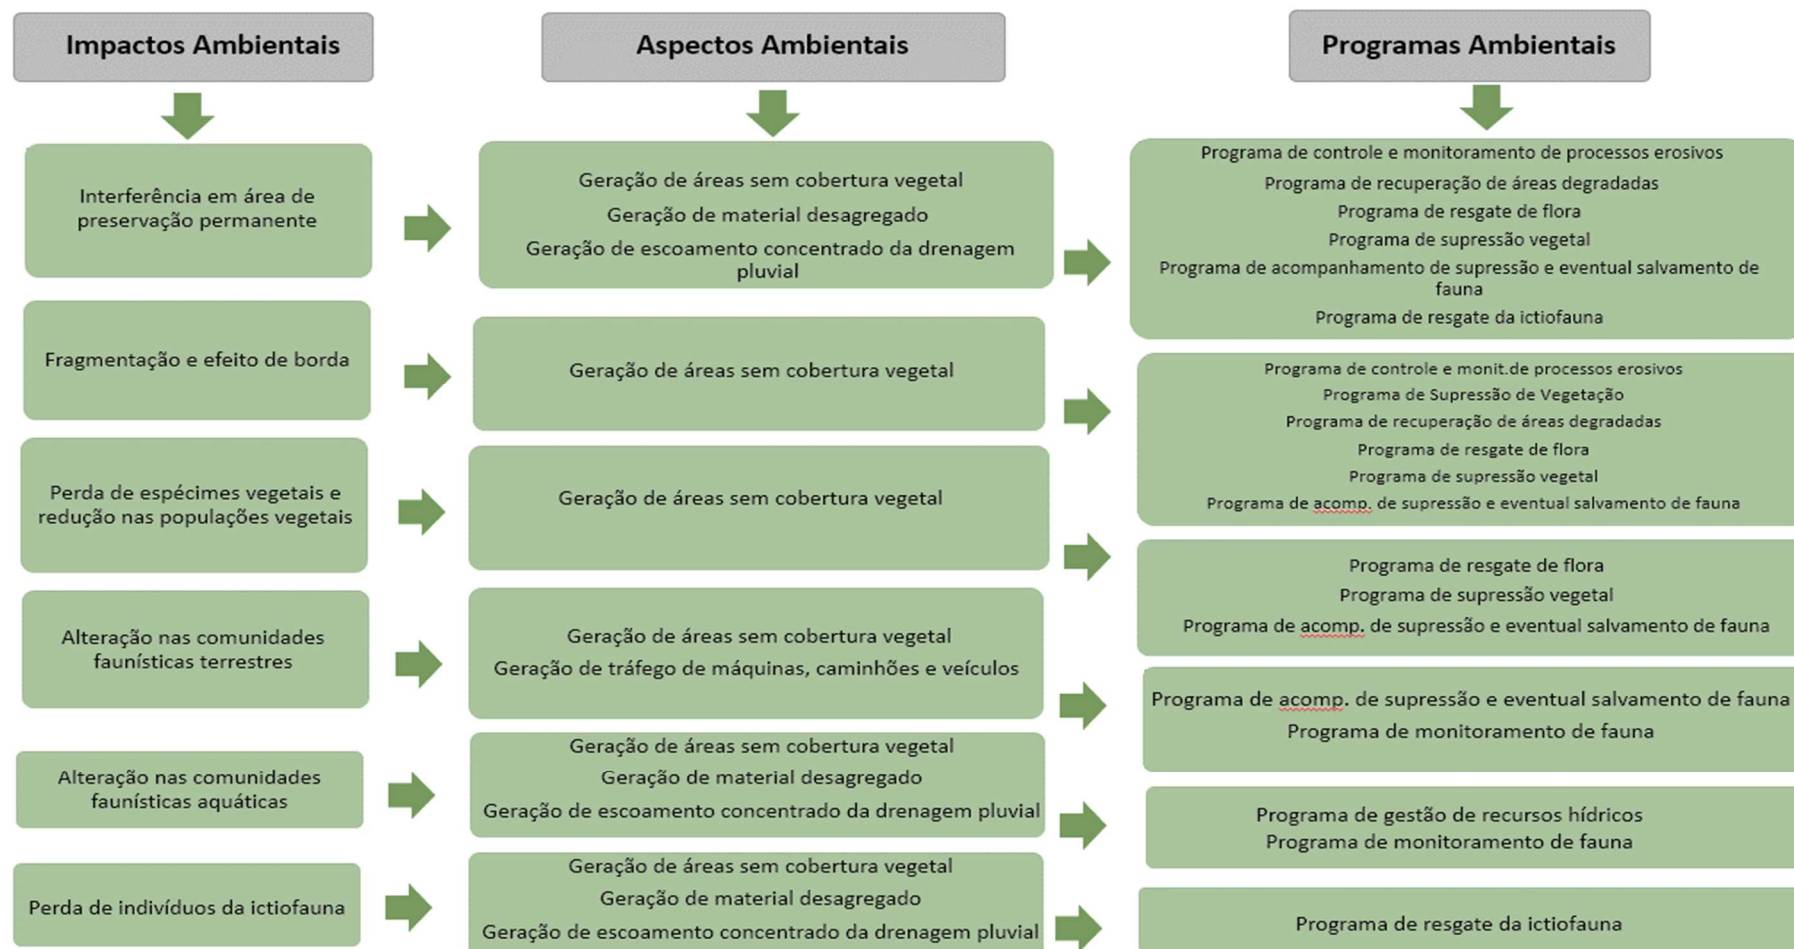 Impactos Ambientais
Aspectos Ambientais
Programas Ambientais
Interferência em área de
preservação permanente
Geração de áreas sem cobertura vegetal
Geração de material desagregado
Geração de escoamento concentrado da drenagem
pluvial
Programa de controle e monitoramento de processos erosivos
Programa de recuperação de áreas degradadas
Programa de resgate de flora
Programa de supressão vegetal
Programa de acompanhamento de supressão e eventual salvamento de
fauna
Programa de resgate da ictiofauna
Fragmentação e efeito de borda
Geração de áreas sem cobertura vegetal
Programa de controle e monit.de processos erosivos
Programa de Supressão de Vegetação
Programa de recuperação de áreas degradadas
Programa de resgate de flora
Programa de supressão vegetal
Programa de acomp. de supressão e eventual salvamento de fauna
Perda de espécimes vegetais e
redução nas populações vegetais
Geração de áreas sem cobertura vegetal
Programa de resgate de flora
Programa de supressão vegetal
Programa de acomp. de supressão e eventual salvamento de fauna
Alteração nas comunidades
faunísticas terrestres
Geração de áreas sem cobertura vegetal
Geração de tráfego de máquinas, caminhões e veículos
Programa de acomp. de supressão e eventual salvamento de fauna
Programa de monitoramento de fauna
Alteração nas comunidades
faunísticas aquáticas
Geração de áreas sem cobertura vegetal
Geração de material desagregado
Geração de escoamento concentrado da drenagem pluvial
Programa de gestão de recursos hídricos
Programa de monitoramento de fauna
Perda de indivíduos da ictiofauna
Geração de áreas sem cobertura vegetal
Geração de material desagregado
Geração de escoamento concentrado da drenagem pluvial
Programa de resgate da ictiofauna